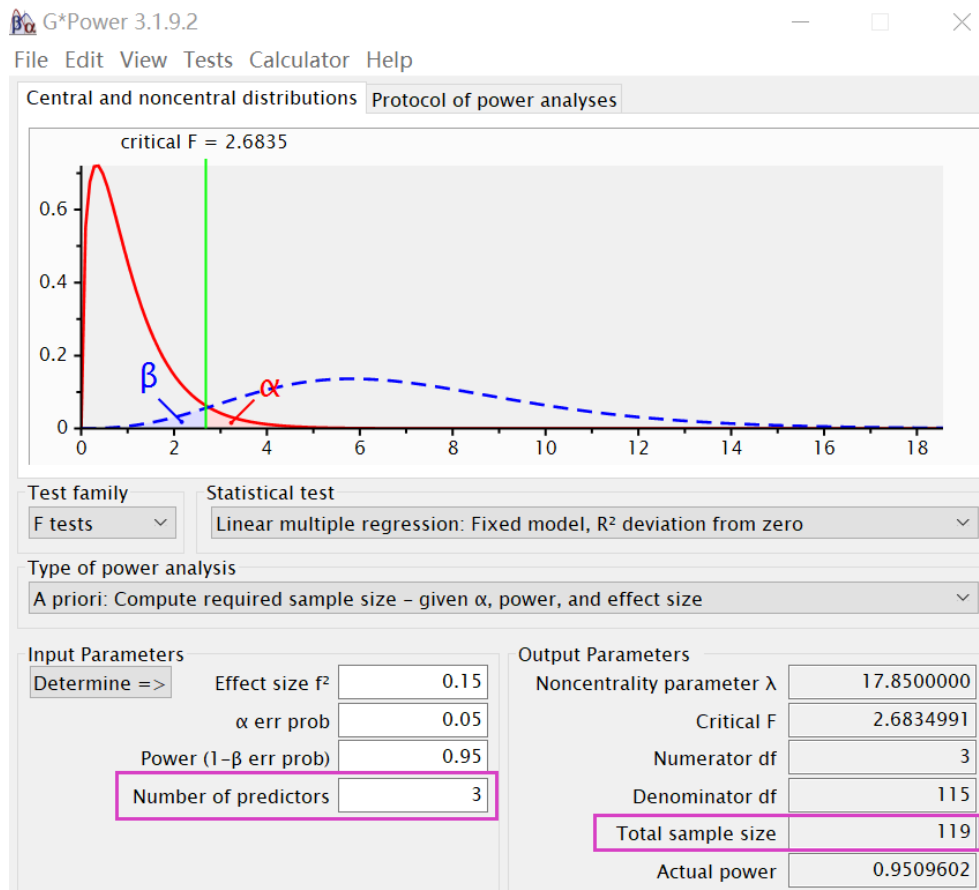 G*Power 3.1.9.2
File Edit View Tests Calculator Help
Central and noncentral distributions Protocol of power analyses
critical F = 2.6835
0.6
0.4
0.2
0
β
α
0 2 4 6 8 10 12 14 16 18
Test family Statistical test
F tests Linear multiple regression: Fixed model, R² deviation from zero
Type of power analysis
A priori: Compute required sample size – given α, power, and effect size
Input Parameters Output Parameters
Determine => Effect size f² 0.15 Noncentrality parameter λ 17.8500000
α err prob 0.05 Critical F 2.6834991
Power (1-β err prob) 0.95 Numerator df 3
Number of predictors 3 Denominator df 115
Total sample size 119
Actual power 0.9509602